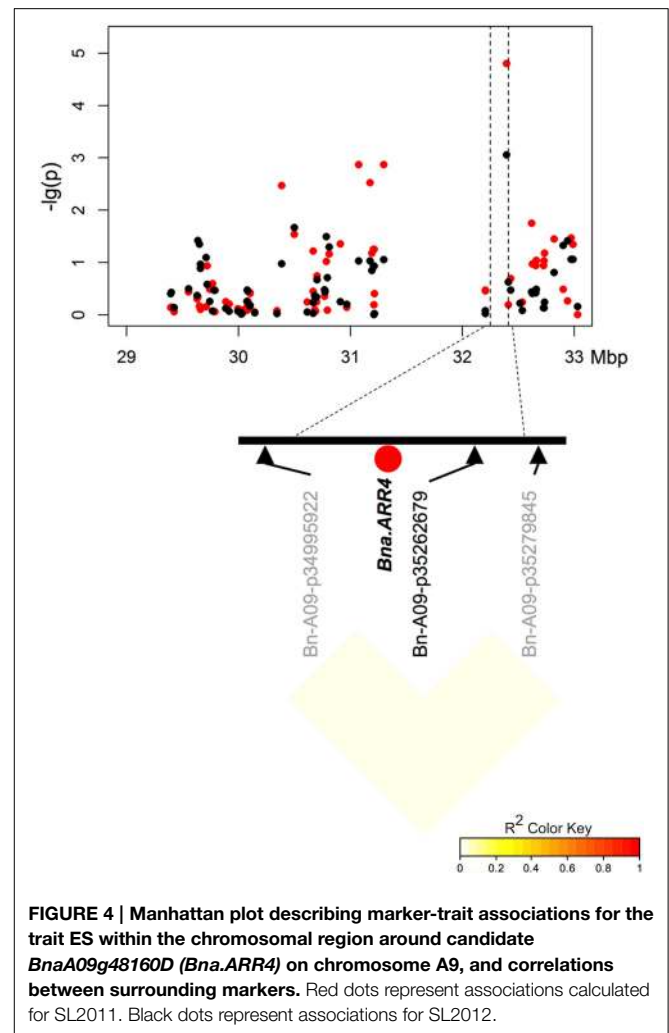 5
4
3
2
1
0
-lg(p)
29 30 31 32 33 Mbp
Bn-A09-p34995922
Bna.ARR4
Bn-A09-p35262679
Bn-A09-p35279845
R² Color Key
0 0.2 0.4 0.6 0.8 1
FIGURE 4 | Manhattan plot describing marker-trait associations for the
trait ES within the chromosomal region around candidate
BnaA09g48160D (Bna.ARR4) on chromosome A9, and correlations
between surrounding markers. Red dots represent associations calculated
for SL2011. Black dots represent associations for SL2012.